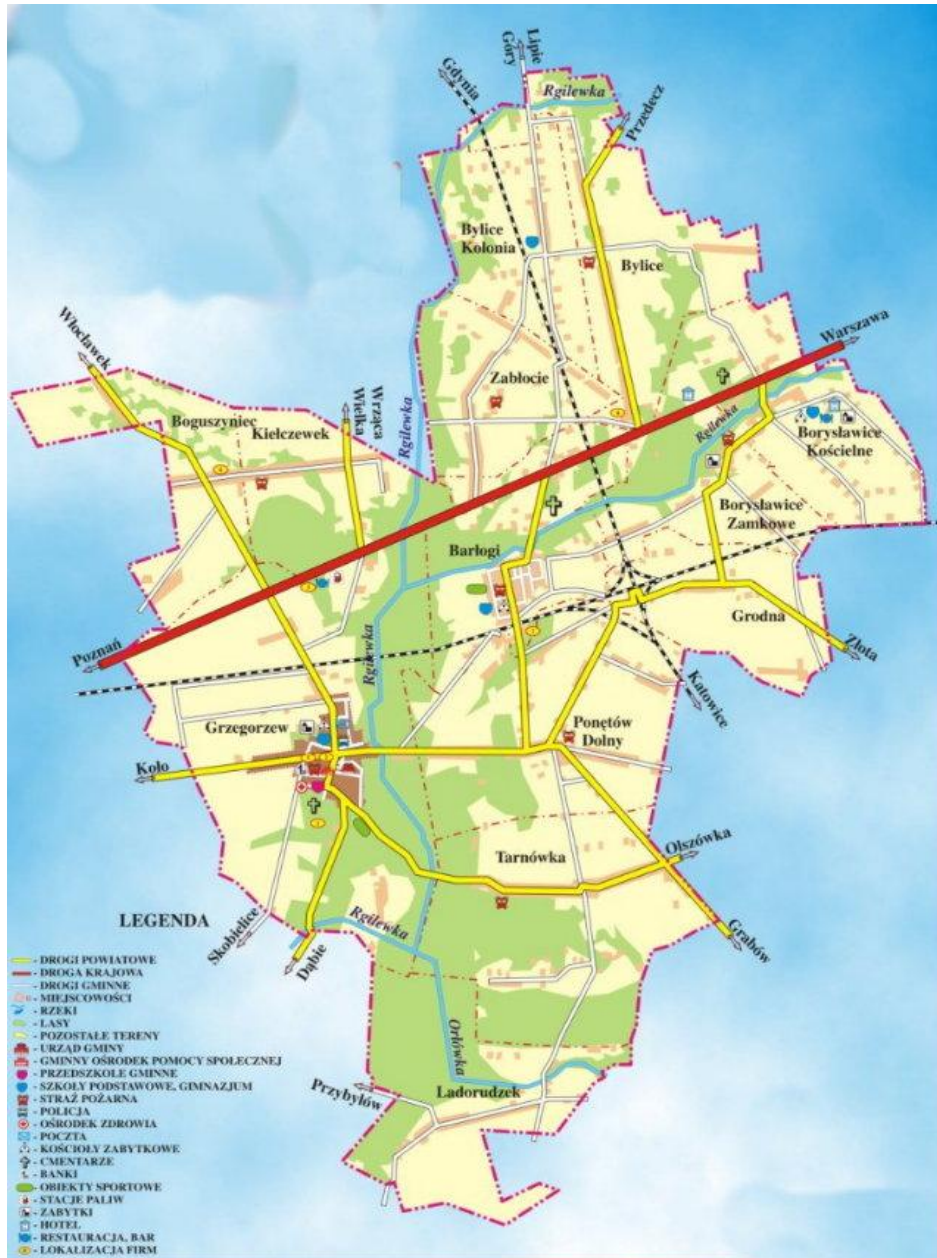 Lipie
Góry
Gdynia
Rgilewka
Przedecz
Bylice
Kolonia
Bylice
Warszawa
Włocławek
Zabłocie
Wrząca
Wielka
Boguszyniec
Kiełczewek
Rgilewka
Rgilewka
Borysławice
Kościelne
Borysławice
Zamkowe
Barłogi
Grodna
Złota
Poznań
Rgilewka
Katowice
Grzegorzew
Ponętów
Dolny
Koło
Olszówka
Tarnówka
Grabów
Skobielice
Dąbie
Rgilewka
Orłówka
Przybyłów
Ladorudzek
LEGENDA
- DROGI POWIATOWE
- DROGA KRAJOWA
- DROGI GMINNE
- MIEJSCOWOŚCI
- RZEKI
- LASY
- POZOSTAŁE TERENY
- URZĄD GMINY
- GMINNY OŚRODEK POMOCY SPOŁECZNEJ
- PRZEDSZKOLE GMINNE
- SZKOŁY PODSTAWOWE, GIMNAZJUM
- STRAŻ POŻARNA
- POLICJA
- OŚRODEK ZDROWIA
- POCZTA
- KOŚCIOŁY ZABYTKOWE
- CMENTARZE
- BANKI
- OBIEKTY SPORTOWE
- STACJE PALIW
- ZABYTKI
- HOTEL
- RESTAURACJA, BAR
- LOKALIZACJA FIRM